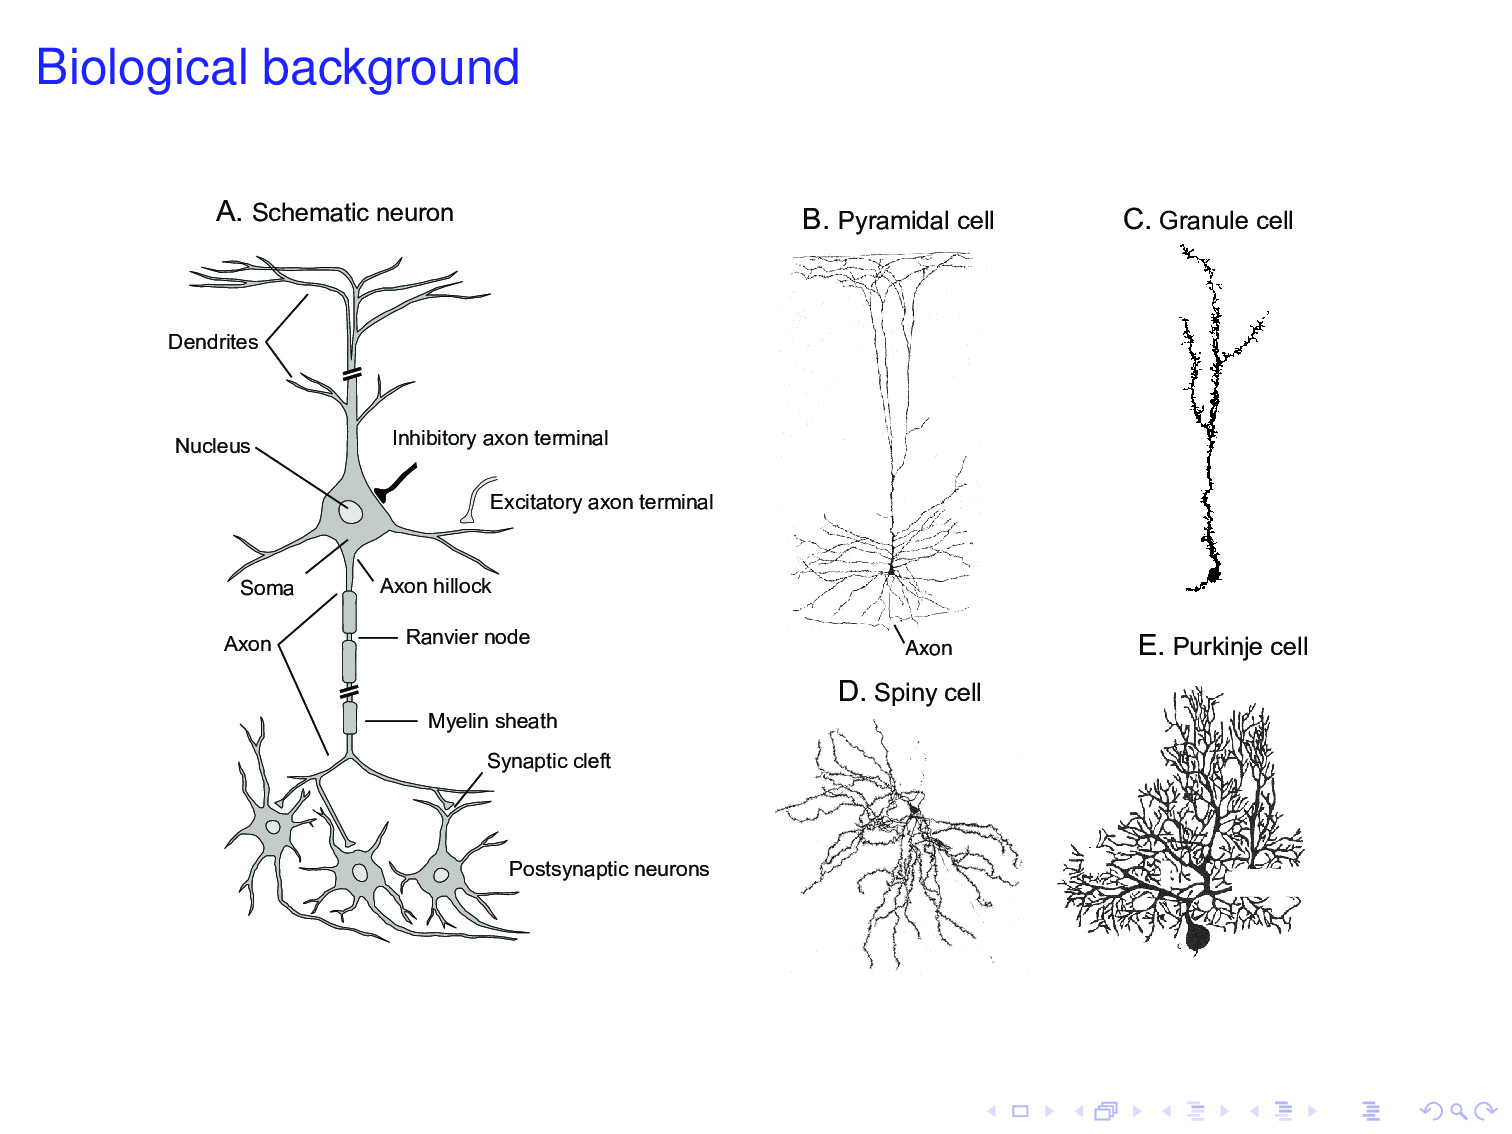 Biological background
A. Schematic neuron
Dendrites
Nucleus
Inhibitory axon terminal
Excitatory axon terminal
Soma
Axon hillock
Axon
Ranvier node
Myelin sheath
Synaptic cleft
Postsynaptic neurons
B. Pyramidal cell
Axon
C. Granule cell
D. Spiny cell
E. Purkinje cell